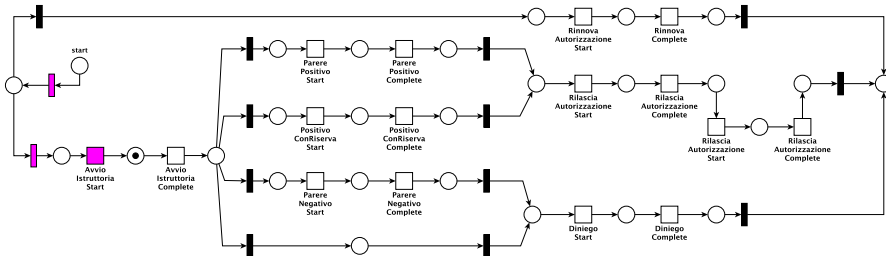 Rinnova
Autorizzazione
Start
Rinnova
Complete
start
Parere
Positivo
Start
Parere
Positivo
Complete
Rilascia
Autorizzazione
Start
Rilascia
Autorizzazione
Complete
Positivo
ConRiserva
Start
Positivo
ConRiserva
Complete
Rilascia
Autorizzazione
Start
Rilascia
Autorizzazione
Complete
Avvio
Istruttoria
Start
Avvio
Istruttoria
Complete
Parere
Negativo
Start
Parere
Negativo
Complete
Diniego
Start
Diniego
Complete